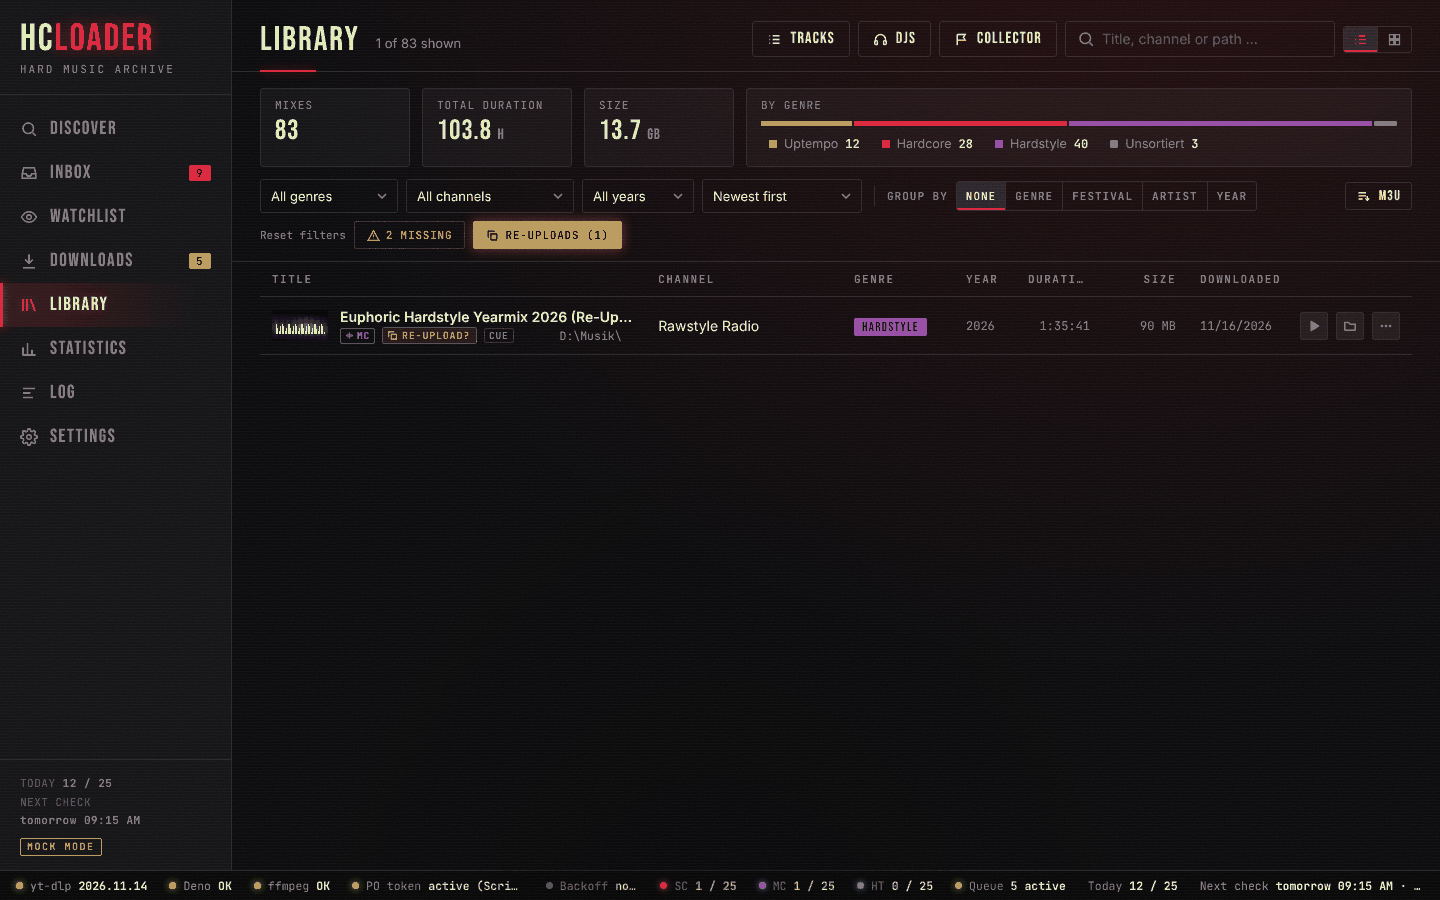 HCLOADER
HARD MUSIC ARCHIVE
DISCOVER
INBOX 9
WATCHLIST
DOWNLOADS 5
LIBRARY
STATISTICS
LOG
SETTINGS
TODAY 12 / 25
NEXT CHECK
tomorrow 09:15 AM
MOCK MODE
LIBRARY 1 of 83 shown
TRACKS DJS COLLECTOR Title, channel or path ...
MIXES
83
TOTAL DURATION
103.8 H
SIZE
13.7 GB
BY GENRE
Uptempo 12 Hardcore 28 Hardstyle 40 Unsortiert 3
All genres All channels All years Newest first GROUP BY NONE GENRE FESTIVAL ARTIST YEAR M3U
Reset filters 2 MISSING RE-UPLOADS (1)
TITLE CHANNEL GENRE YEAR DURATI… SIZE DOWNLOADED
Euphoric Hardstyle Yearmix 2026 (Re-Up…
MC RE-UPLOAD? CUE D:\Musik\
Rawstyle Radio HARDSTYLE 2026 1:35:41 90 MB 11/16/2026
yt-dlp 2026.11.14 Deno OK ffmpeg OK PO token active (Scri… Backoff no… SC 1 / 25 MC 1 / 25 HT 0 / 25 Queue 5 active Today 12 / 25 Next check tomorrow 09:15 AM · …